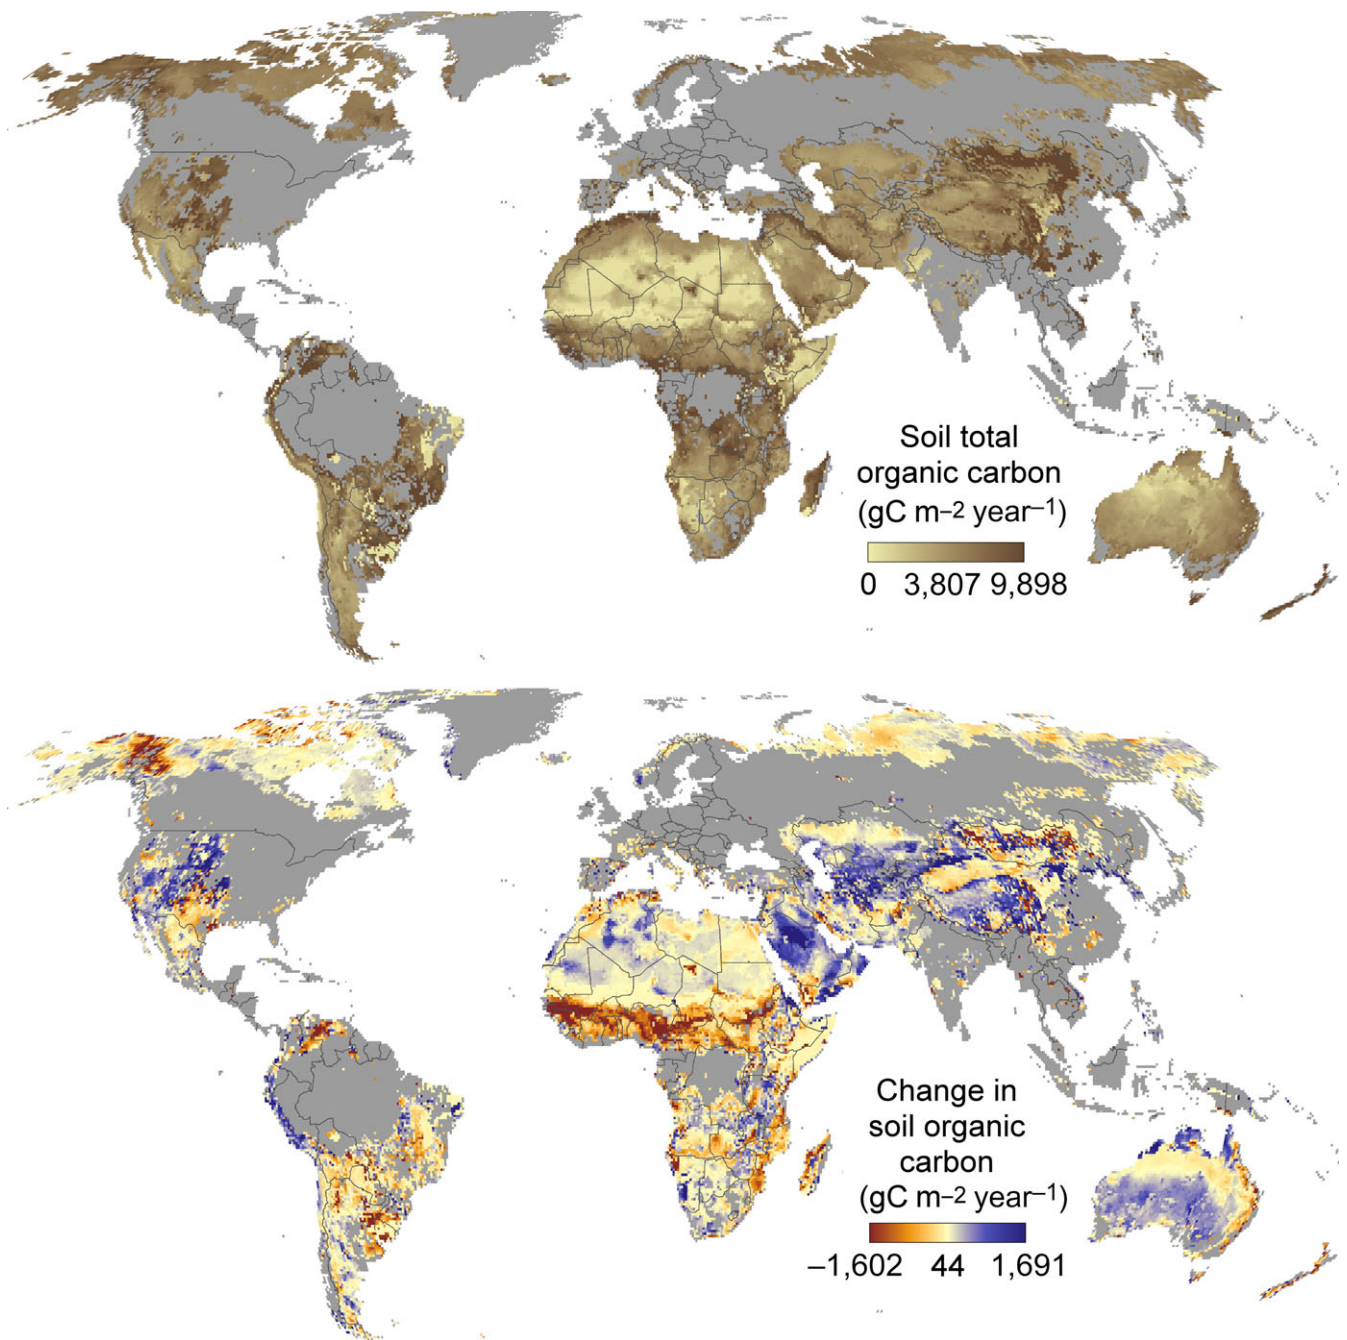 Soil total
organic carbon
(gC m–2 year–1)
0 3,807 9,898
Change in
soil organic
carbon
(gC m–2 year–1)
–1,602 44 1,691